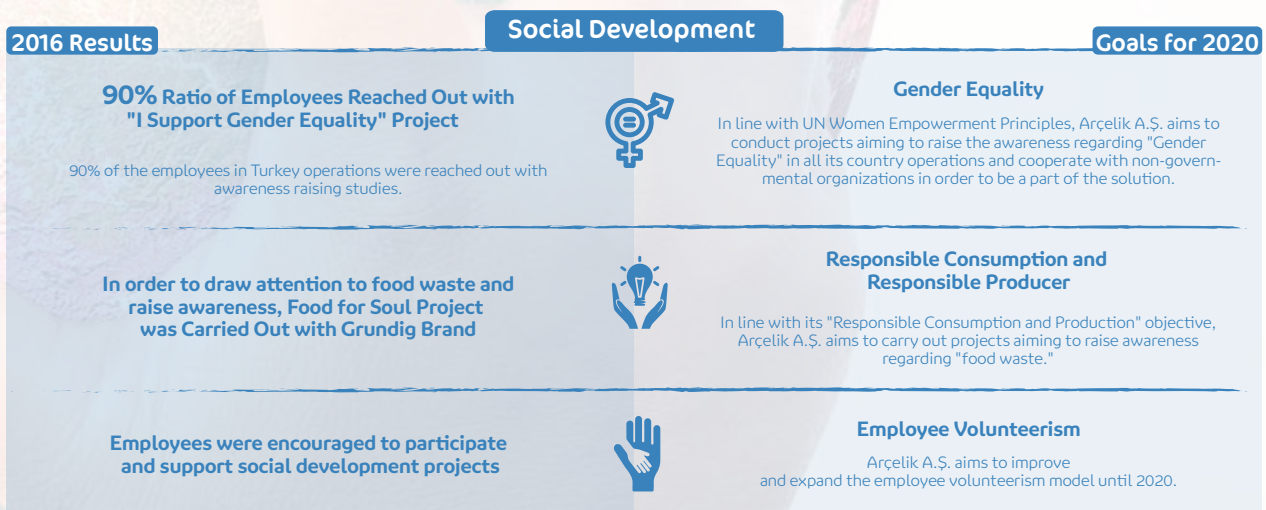 Social Development
2016 Results
Goals for 2020
90% Ratio of Employees Reached Out with
"I Support Gender Equality" Project
90% of the employees in Turkey operations were reached out with
awareness raising studies.
Gender Equality
In line with UN Women Empowerment Principles, Arçelik A.Ş. aims to
conduct projects aiming to raise the awareness regarding "Gender
Equality" in all its country operations and cooperate with non-govern-
mental organizations in order to be a part of the solution.
In order to draw attention to food waste and
raise awareness, Food for Soul Project
was Carried Out with Grundig Brand
Responsible Consumption and
Responsible Producer
In line with its "Responsible Consumption and Production" objective,
Arçelik A.Ş. aims to carry out projects aiming to raise awareness
regarding "food waste."
Employees were encouraged to participate
and support social development projects
Employee Volunteerism
Arçelik A.Ş. aims to improve
and expand the employee volunteerism model until 2020.